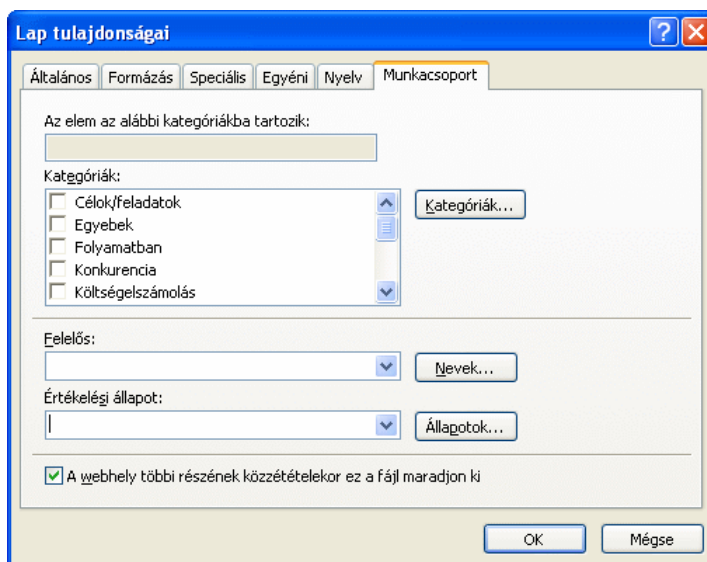 Lap tulajdonságai
Általános Formázás Speciális Egyéni Nyelv Munkacsoport
Az elem az alábbi kategóriákba tartozik:
Kategóriák:
Célok/feladatok
Egyebek
Folyamatban
Konkurencia
Költségelszámolás
Kategóriák...
Felelős:
Nevek...
Értékelési állapot:
Állapotok...
A webhely többi részének közzétételekor ez a fájl maradjon ki
OK Mégse